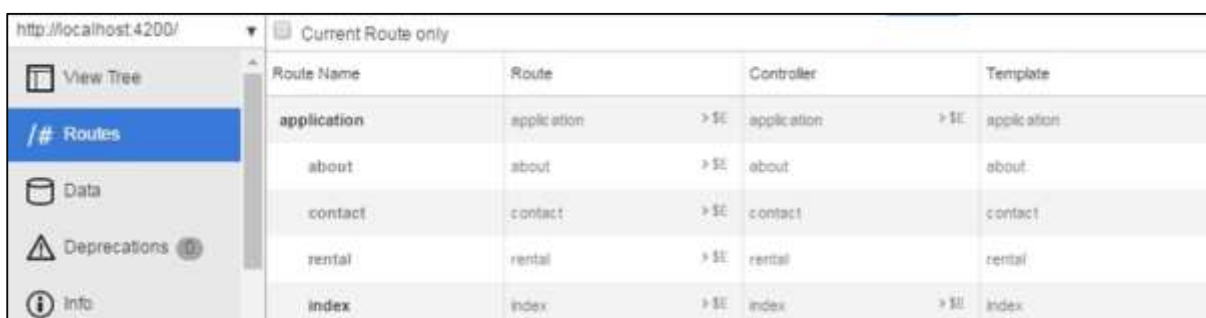 http://localhost:4200/
Current Route only
View Tree
/# Routes
Data
Deprecations 0
Info
Route Name Route Controller Template
application application >$E application >$E application
about about >$E about about
contact contact >$E contact contact
rental rental >$E rental rental
index index >$E index >$E index